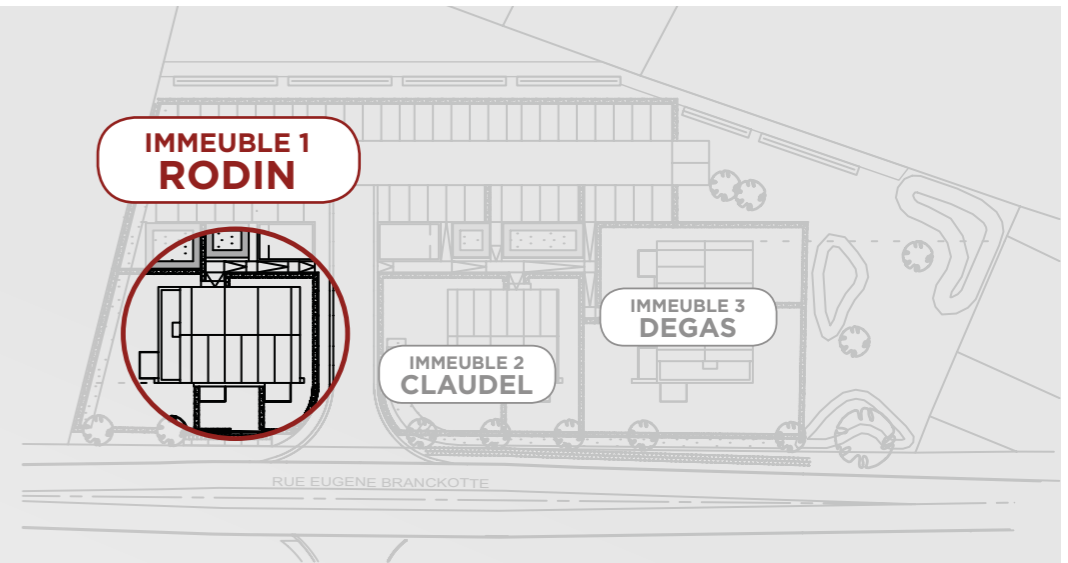 IMMEUBLE 1
RODIN
IMMEUBLE 2
CLAUDEL
IMMEUBLE 3
DEGAS
RUE EUGENE BRANCKOTTE